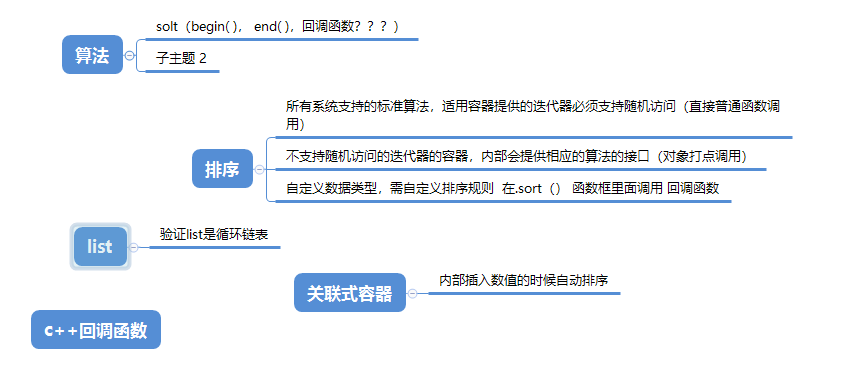 算法
solt（begin( )， end( )，回调函数？？？）
子主题 2
排序
所有系统支持的标准算法，适用容器提供的迭代器必须支持随机访问（直接普通函数调
用）
不支持随机访问的迭代器的容器，内部会提供相应的算法的接口（对象打点调用）
自定义数据类型，需自定义排序规则 在.sort（） 函数框里面调用 回调函数
list
验证list是循环链表
关联式容器
内部插入数值的时候自动排序
c++回调函数